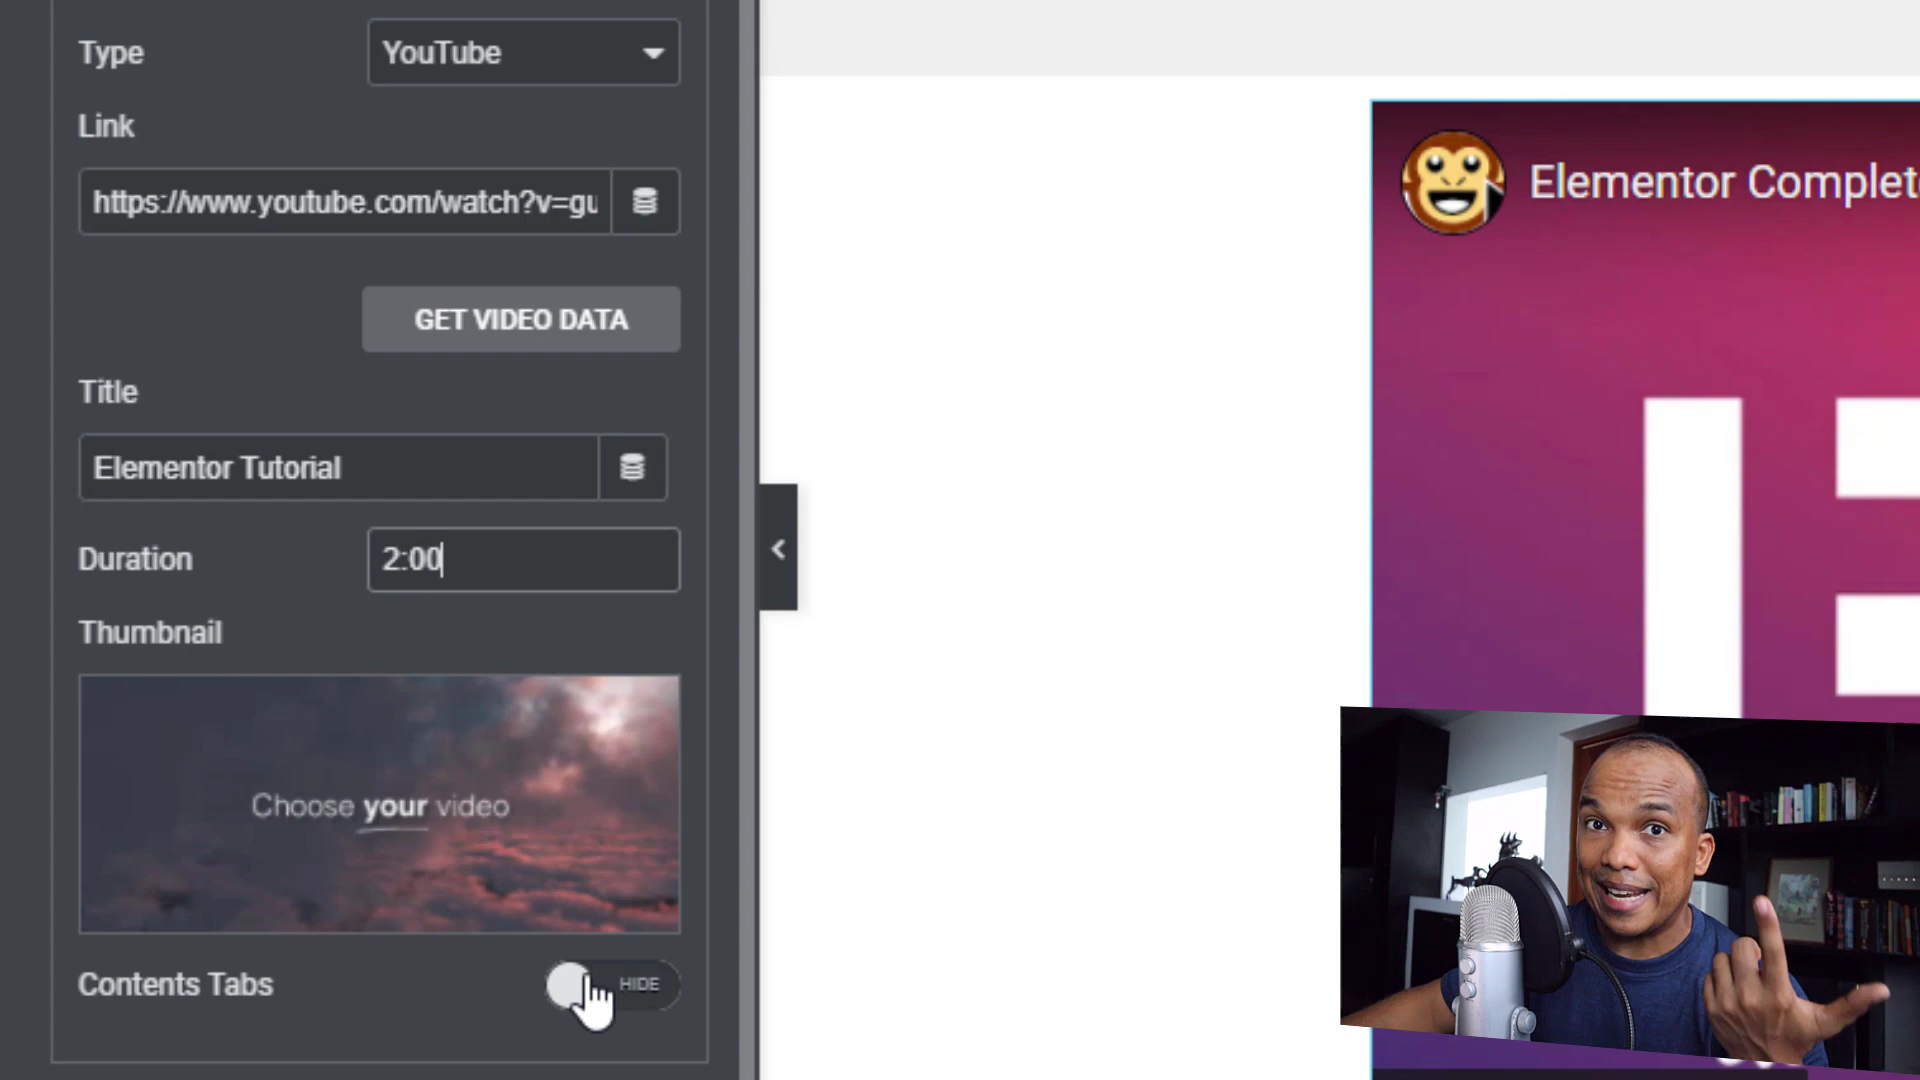 Type
YouTube
Link
https://www.youtube.com/watch?v=gu
GET VIDEO DATA
Title
Elementor Tutorial
Duration
2:00
Thumbnail
Choose your video
Contents Tabs
HIDE
Elementor Complet